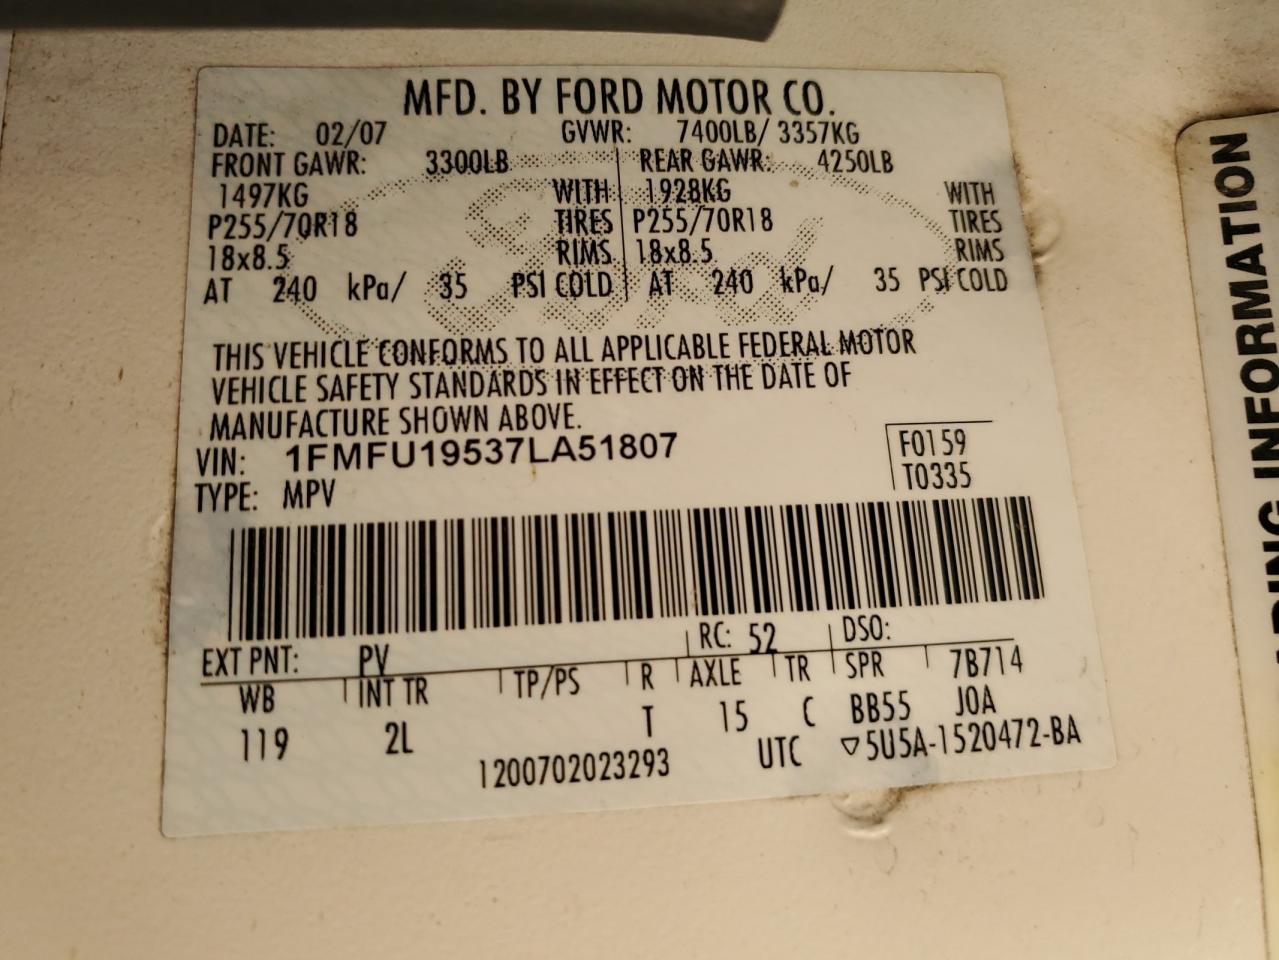 MFD. BY FORD MOTOR CO.
DATE: 02/07 GVWR: 7400LB/ 3357KG
FRONT GAWR: 3300LB REAR GAWR: 4250LB
1497KG WITH 1928KG WITH
P255/70R18 TIRES P255/70R18 TIRES
18x8.5 RIMS 18x8.5 RIMS
AT 240 kPa/ 35 PSI COLD AT 240 kPa/ 35 PSI COLD
THIS VEHICLE CONFORMS TO ALL APPLICABLE FEDERAL MOTOR
VEHICLE SAFETY STANDARDS IN EFFECT ON THE DATE OF
MANUFACTURE SHOWN ABOVE.
VIN: 1FMFU19537LA51807
F0159
T0335
TYPE: MPV
EXT PNT: PV RC: 52 DSO:
WB INT TR TP/PS R AXLE TR SPR 7B714
119 2L T 15 C BB55 JOA
1200702023293 UTC ▽5U5A-1520472-BA
INFORMATION